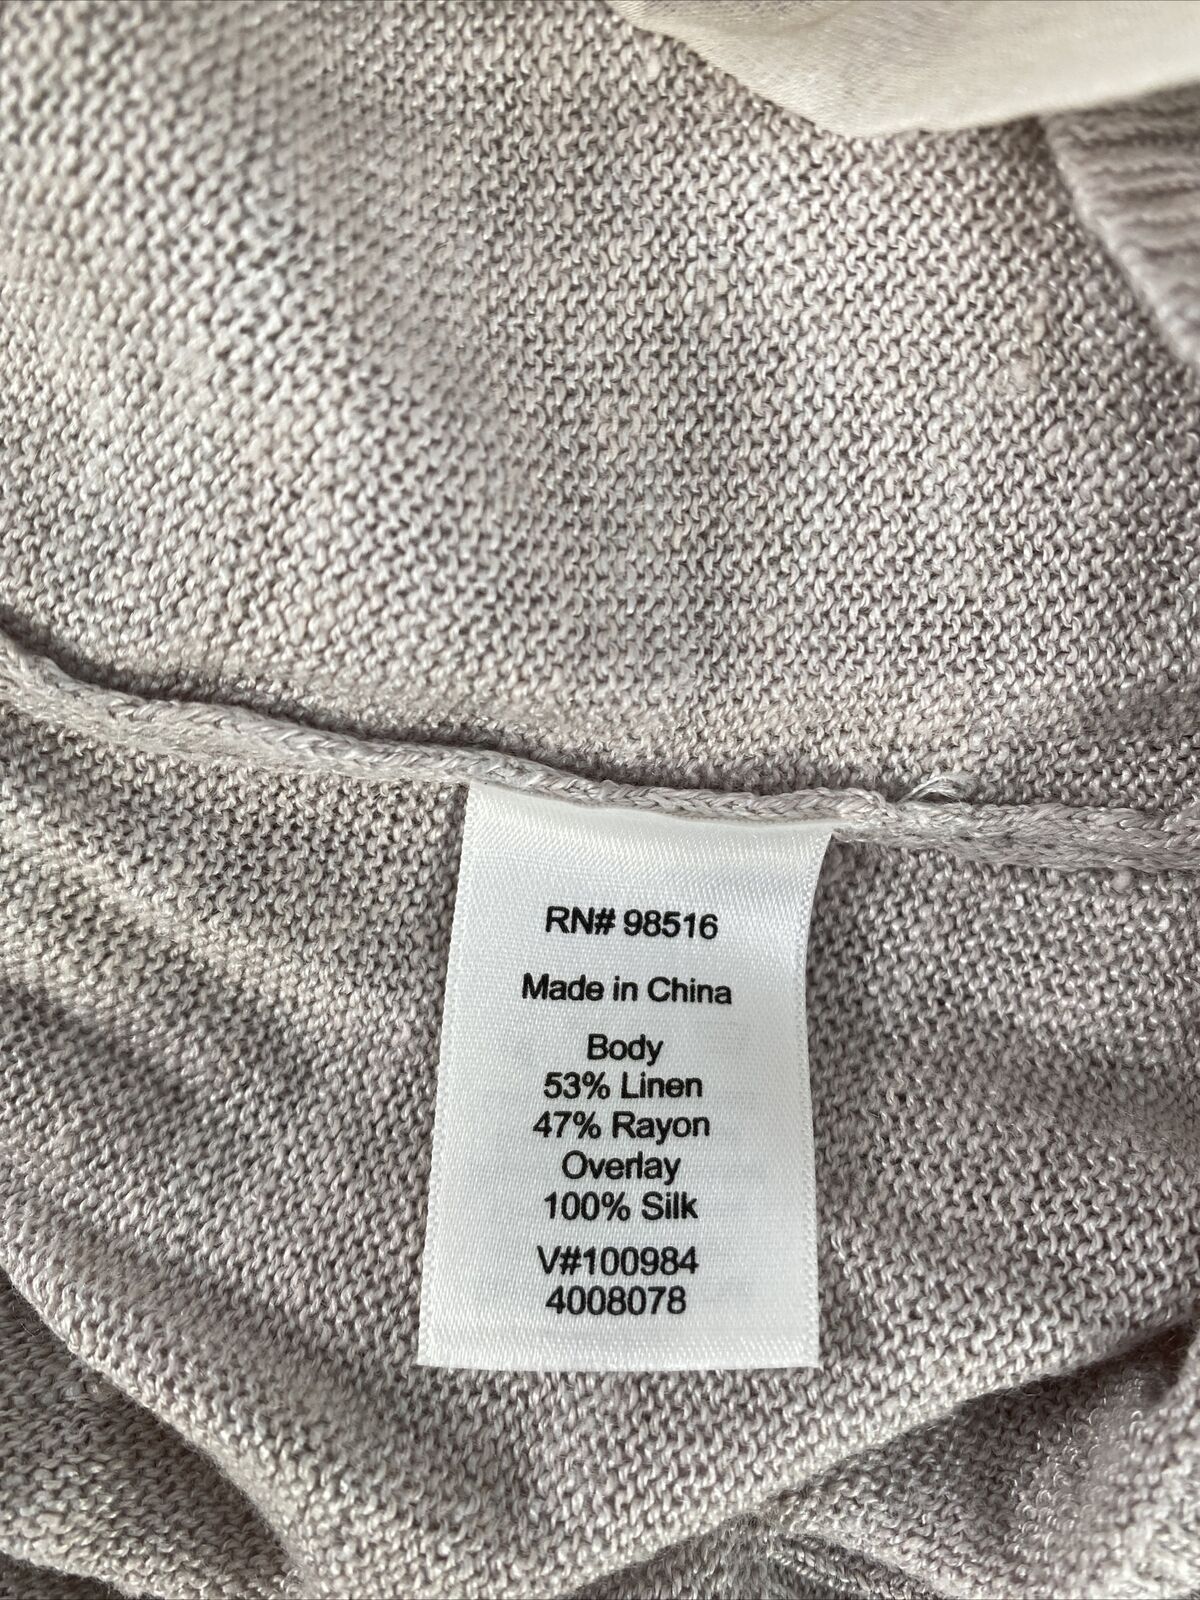 RN# 98516
Made in China
Body
53% Linen
47% Rayon
Overlay
100% Silk
V#100984
4008078